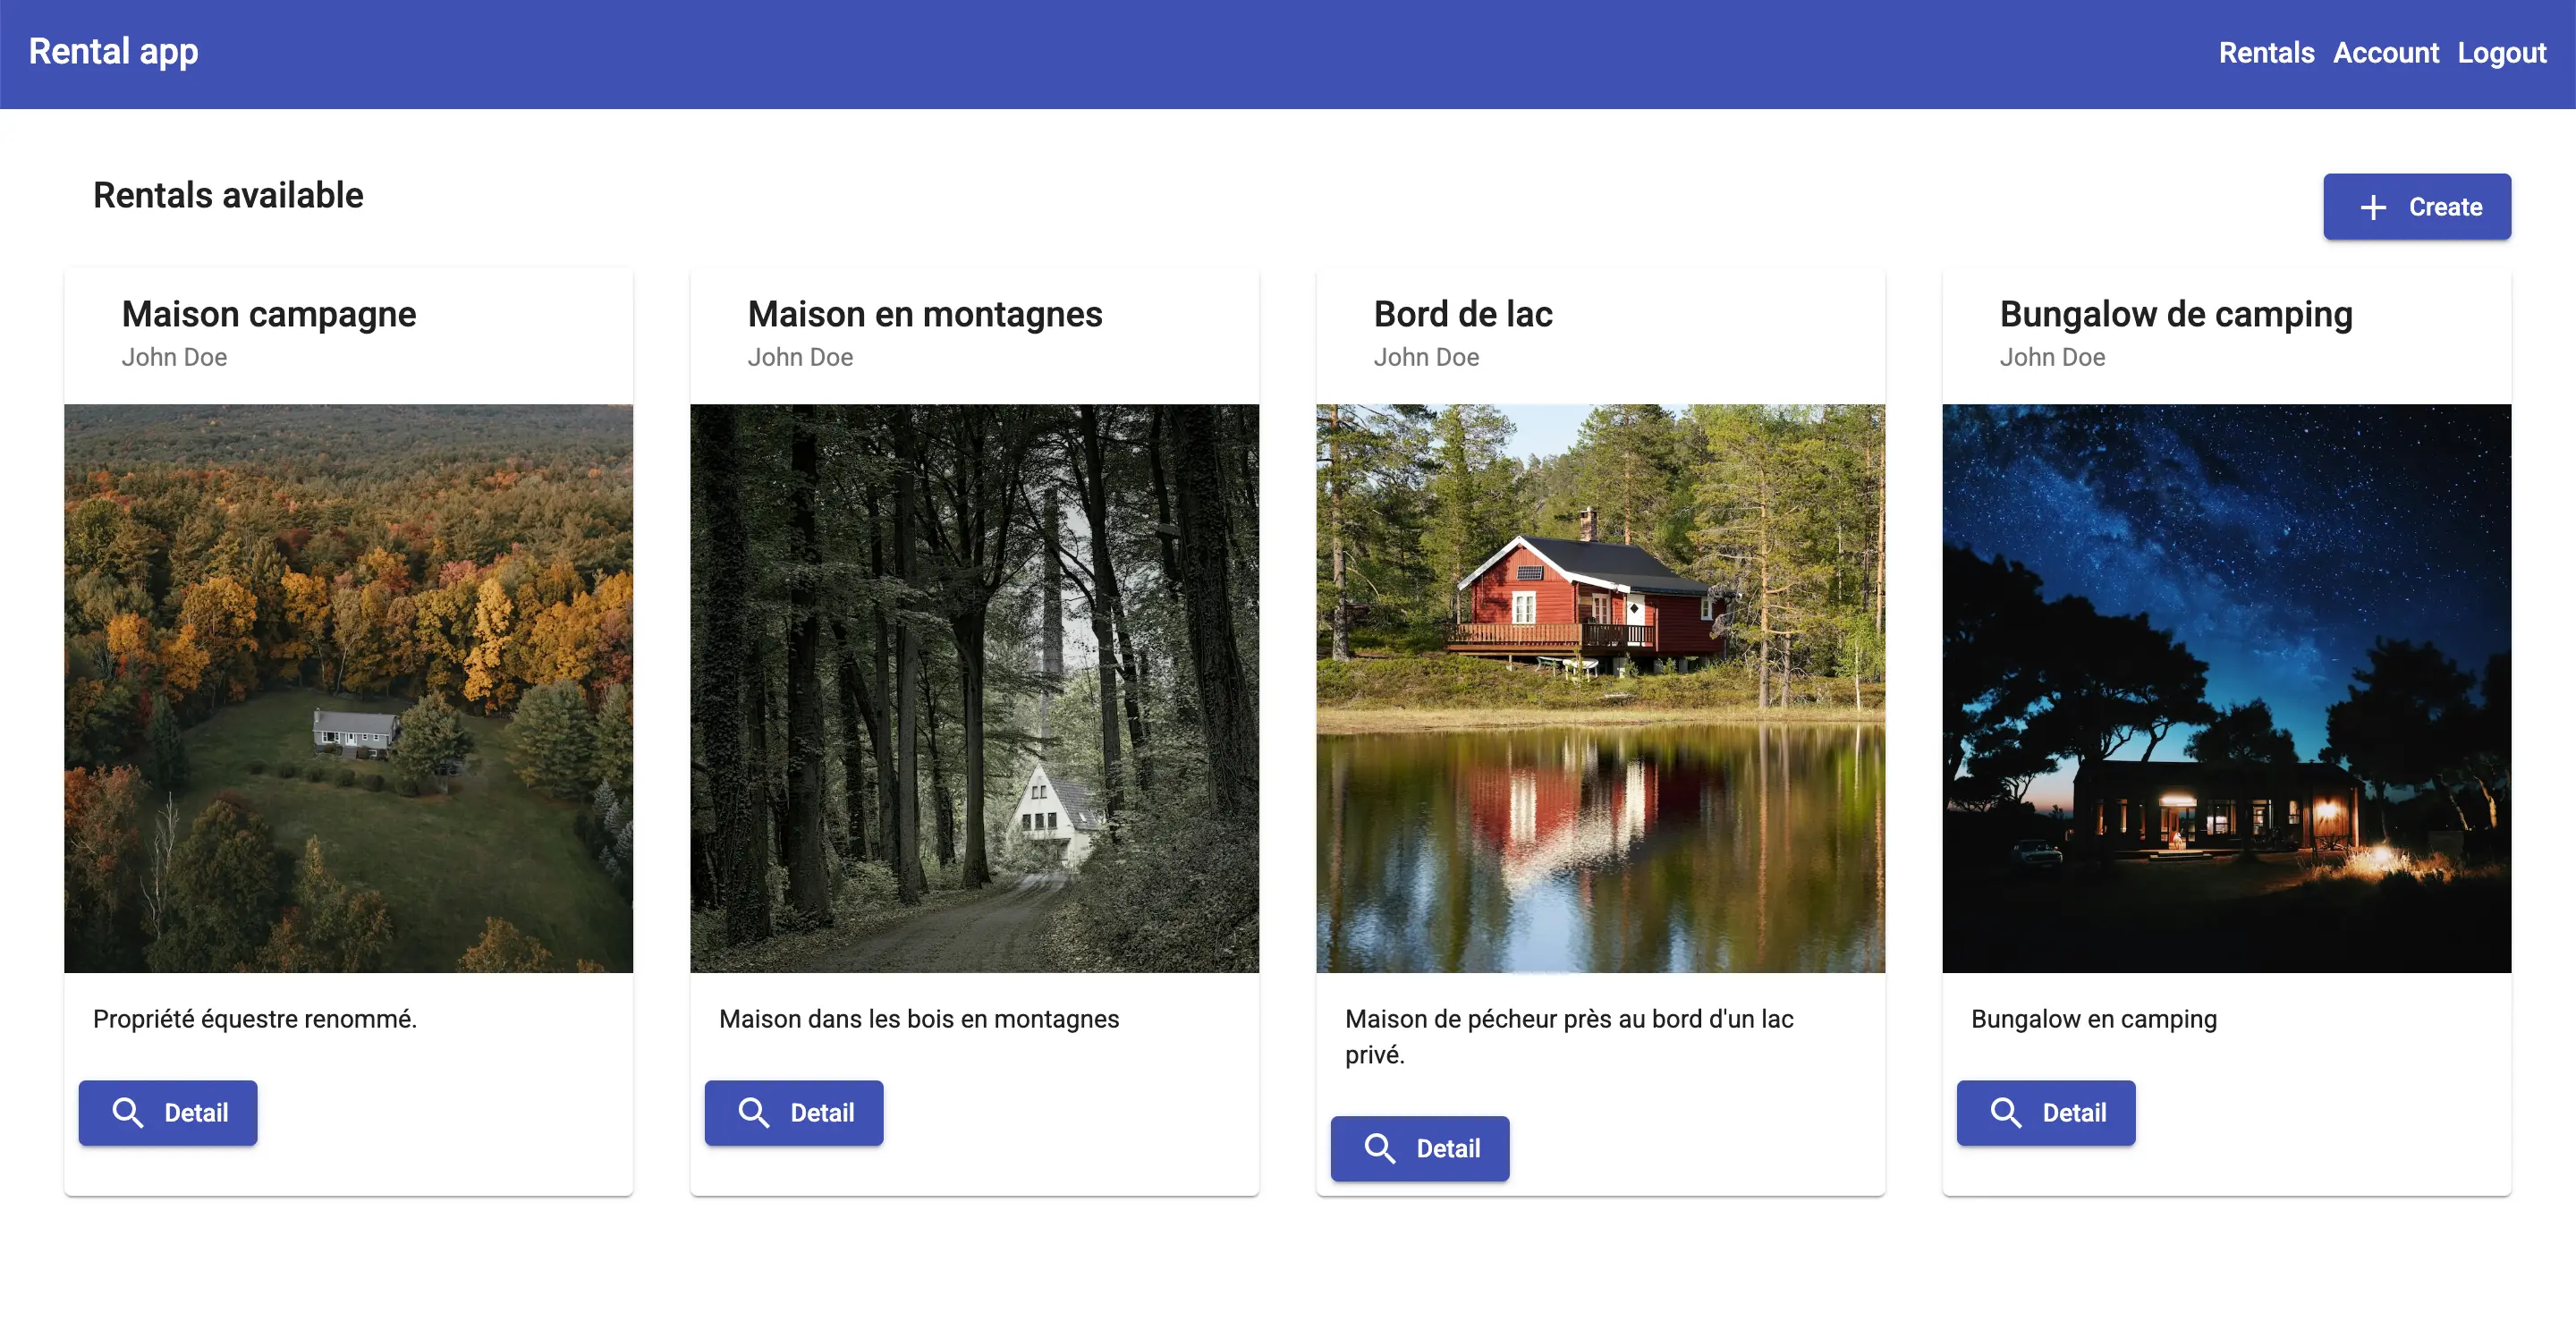 Rental app
Rentals Account Logout
Rentals available
Create
Maison campagne
John Doe
Propriété équestre renommé.
Detail
Maison en montagnes
John Doe
Maison dans les bois en montagnes
Detail
Bord de lac
John Doe
Maison de pécheur près au bord d'un lac
privé.
Detail
Bungalow de camping
John Doe
Bungalow en camping
Detail